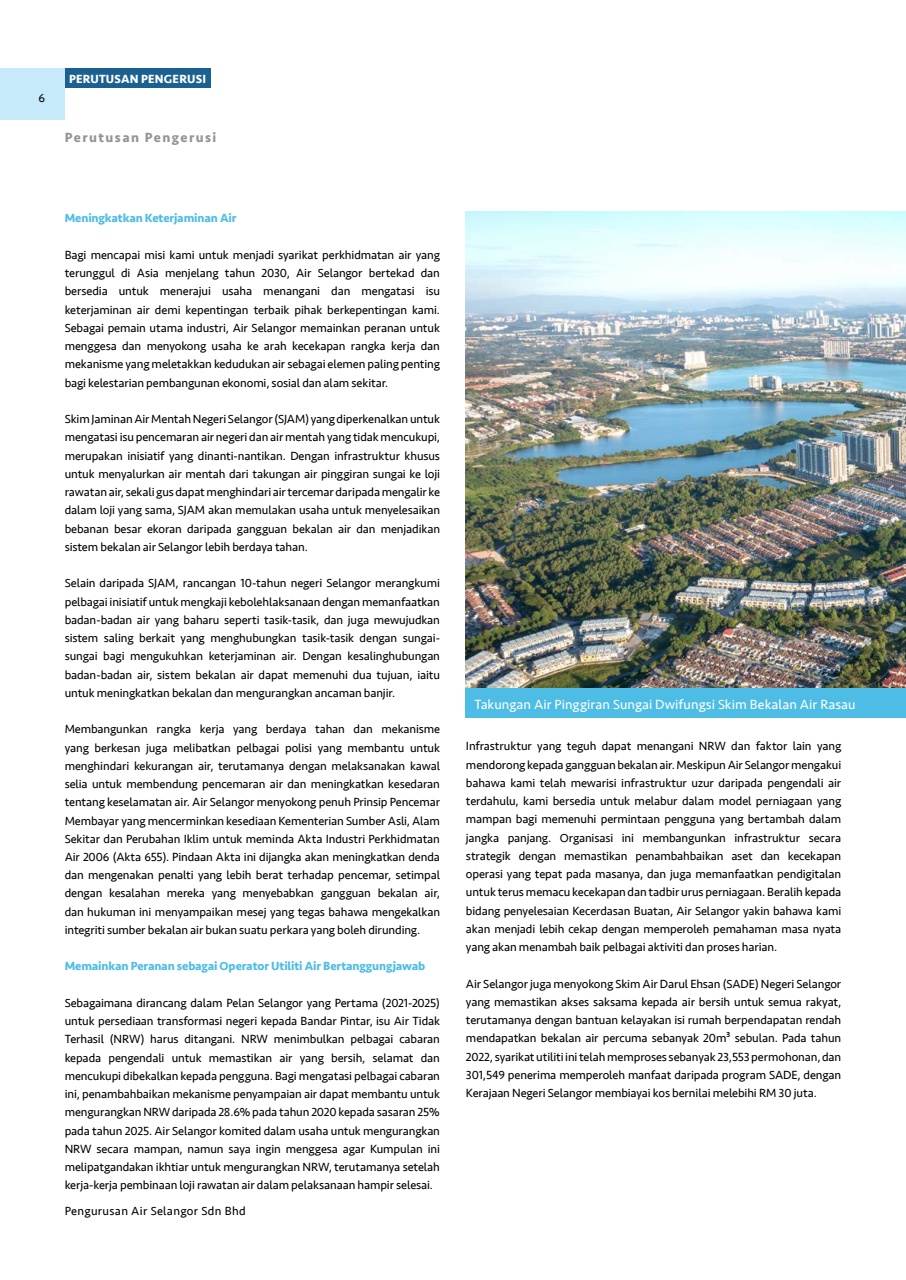 PERUTUSAN PENGERUSI
6
Perutusan Pengerusi
Meningkatkan Keterjaminan Air
Bagi mencapai misi kami untuk menjadi syarikat perkhidmatan air yang
terunggul di Asia menjelang tahun 2030, Air Selangor bertekad dan
bersedia untuk menerajui usaha menangani dan mengatasi isu
keterjaminan air demi kepentingan terbaik pihak berkepentingan kami.
Sebagai pemain utama industri, Air Selangor memainkan peranan untuk
menggesa dan menyokong usaha ke arah kecekapan rangka kerja dan
mekanisme yang meletakkan kedudukan air sebagai elemen paling penting
bagi kelestarian pembangunan ekonomi, sosial dan alam sekitar.
Skim Jaminan Air Mentah Negeri Selangor (SJAM) yang diperkenalkan untuk
mengatasi isu pencemaran air negeri dan air mentah yang tidak mencukupi,
merupakan inisiatif yang dinanti-nantikan. Dengan infrastruktur khusus
untuk menyalurkan air mentah dari takungan air pinggiran sungai ke loji
rawatan air, sekali gus dapat menghindari air tercemar daripada mengalir ke
dalam loji yang sama, SJAM akan memulakan usaha untuk menyelesaikan
bebanan besar ekoran daripada gangguan bekalan air dan menjadikan
sistem bekalan air Selangor lebih berdaya tahan.
Selain daripada SJAM, rancangan 10-tahun negeri Selangor merangkumi
pelbagai inisiatif untuk mengkaji kebolehlaksanaan dengan memanfaatkan
badan-badan air yang baharu seperti tasik-tasik, dan juga mewujudkan
sistem saling berkait yang menghubungkan tasik-tasik dengan sungai-
sungai bagi mengukuhkan keterjaminan air. Dengan kesalinghubungan
badan-badan air, sistem bekalan air dapat memenuhi dua tujuan, iaitu
untuk meningkatkan bekalan dan mengurangkan ancaman banjir.
Membangunkan rangka kerja yang berdaya tahan dan mekanisme
yang berkesan juga melibatkan pelbagai polisi yang membantu untuk
menghindari kekurangan air, terutamanya dengan melaksanakan kawal
selia untuk membendung pencemaran air dan meningkatkan kesedaran
tentang keselamatan air. Air Selangor menyokong penuh Prinsip Pencemar
Membayar yang mencerminkan kesediaan Kementerian Sumber Asli, Alam
Sekitar dan Perubahan Iklim untuk meminda Akta Industri Perkhidmatan
Air 2006 (Akta 655). Pindaan Akta ini dijangka akan meningkatkan denda
dan mengenakan penalti yang lebih berat terhadap pencemar, setimpal
dengan kesalahan mereka yang menyebabkan gangguan bekalan air,
dan hukuman ini menyampaikan mesej yang tegas bahawa mengekalkan
integriti sumber bekalan air bukan suatu perkara yang boleh dirunding.
Memainkan Peranan sebagai Operator Utiliti Air Bertanggungjawab
Sebagaimana dirancang dalam Pelan Selangor yang Pertama (2021-2025)
untuk persediaan transformasi negeri kepada Bandar Pintar, isu Air Tidak
Terhasil (NRW) harus ditangani. NRW menimbulkan pelbagai cabaran
kepada pengendali untuk memastikan air yang bersih, selamat dan
mencukupi dibekalkan kepada pengguna. Bagi mengatasi pelbagai cabaran
ini, penambahbaikan mekanisme penyampaian air dapat membantu untuk
mengurangkan NRW daripada 28.6% pada tahun 2020 kepada sasaran 25%
pada tahun 2025. Air Selangor komited dalam usaha untuk mengurangkan
NRW secara mampan, namun saya ingin menggesa agar Kumpulan ini
melipatgandakan ikhtiar untuk mengurangkan NRW, terutamanya setelah
kerja-kerja pembinaan loji rawatan air dalam pelaksanaan hampir selesai.
Takungan Air Pinggiran Sungai Dwifungsi Skim Bekalan Air Rasau
Infrastruktur yang teguh dapat menangani NRW dan faktor lain yang
mendorong kepada gangguan bekalan air. Meskipun Air Selangor mengakui
bahawa kami telah mewarisi infrastruktur uzur daripada pengendali air
terdahulu, kami bersedia untuk melabur dalam model perniagaan yang
mampan bagi memenuhi permintaan pengguna yang bertambah dalam
jangka panjang. Organisasi ini membangunkan infrastruktur secara
strategik dengan memastikan penambahbaikan aset dan kecekapan
operasi yang tepat pada masanya, dan juga memanfaatkan pendigitalan
untuk terus memacu kecekapan dan tadbir urus perniagaan. Beralih kepada
bidang penyelesaian Kecerdasan Buatan, Air Selangor yakin bahawa kami
akan menjadi lebih cekap dengan memperoleh pemahaman masa nyata
yang akan menambah baik pelbagai aktiviti dan proses harian.
Air Selangor juga menyokong Skim Air Darul Ehsan (SADE) Negeri Selangor
yang memastikan akses saksama kepada air bersih untuk semua rakyat,
terutamanya dengan bantuan kelayakan isi rumah berpendapatan rendah
mendapatkan bekalan air percuma sebanyak 20m³ sebulan. Pada tahun
2022, syarikat utiliti ini telah memproses sebanyak 23,553 permohonan, dan
301,549 penerima memperoleh manfaat daripada program SADE, dengan
Kerajaan Negeri Selangor membiayai kos bernilai melebihi RM 30 juta.
Pengurusan Air Selangor Sdn Bhd